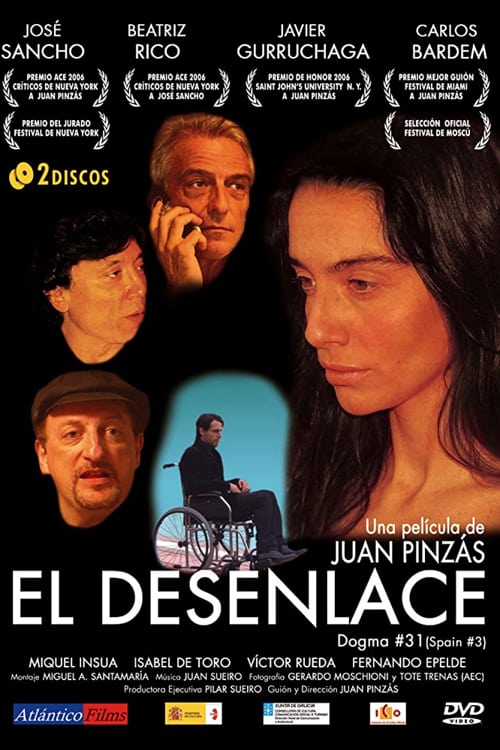 JOSÉ SANCHO
BEATRIZ RICO
JAVIER GURRUCHAGA
CARLOS BARDEM
PREMIO ACE 2006
CRÍTICOS DE NUEVA YORK
A JUAN PINZÁS
PREMIO ACE 2006
CRÍTICOS DE NUEVA YORK
A JOSÉ SANCHO
PREMIO DE HONOR 2006
SAINT JOHN'S UNIVERSITY N. Y.
A JUAN PINZÁS
PREMIO MEJOR GUIÓN
FESTIVAL DE MIAMI
A JUAN PINZÁS
PREMIO DEL JURADO
FESTIVAL DE NUEVA YORK
SELECCIÓN OFICIAL
FESTIVAL DE MOSCÚ
2 DISCOS
Una película de
JUAN PINZÁS
EL DESENLACE
Dogma #31 (Spain #3)
MIQUEL INSUA ISABEL DE TORO VÍCTOR RUEDA FERNANDO EPELDE
Montaje MIGUEL A. SANTAMARÍA Música JUAN SUEIRO Fotografía GERARDO MOSCHIONI y TOTE TRENAS (AEC)
Productora Ejecutiva PILAR SUEIRO Guión y Dirección JUAN PINZÁS
Atlántico Films
XUNTA DE GALICIA
DVD
VIDEO